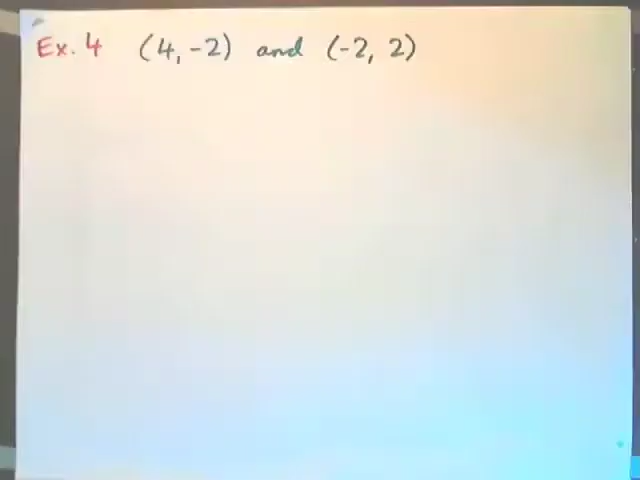 Ex. 4 (4, -2) and (-2, 2)